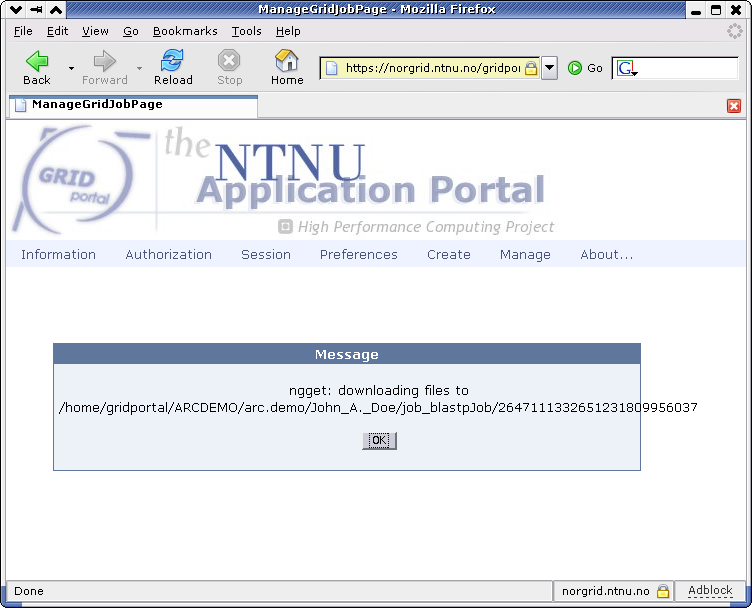 ManageGridJobPage - Mozilla Firefox
File Edit View Go Bookmarks Tools Help
Back Forward Reload Stop Home https://norgrid.ntnu.no/gridpor Go G
ManageGridJobPage
GRID portal
the NTNU
Application Portal
High Performance Computing Project
Information Authorization Session Preferences Create Manage About...
Message
ngget: downloading files to
/home/gridportal/ARCDEMO/arc.demo/John_A._Doe/job_blastpJob/2647111332651231809956037
OK
Done norgrid.ntnu.no Adblock